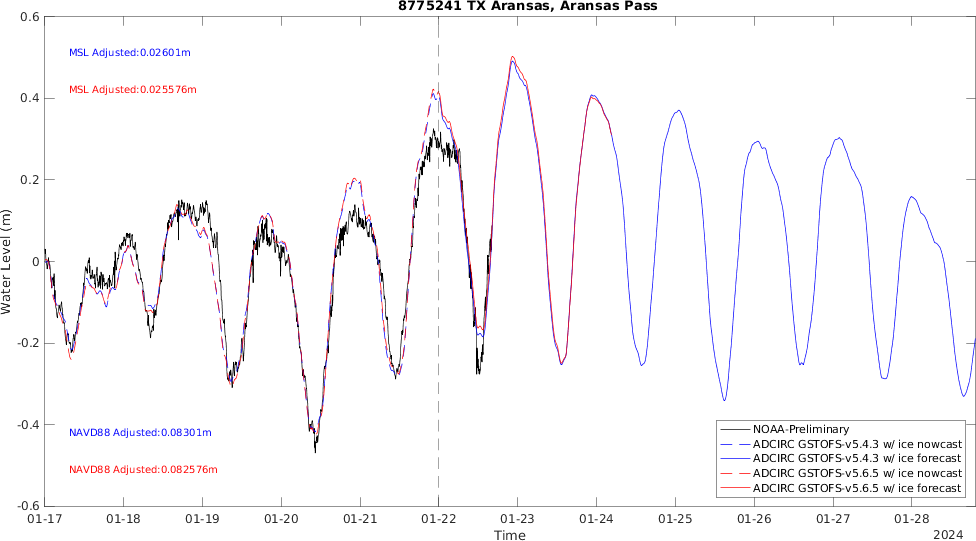 8775241 TX Aransas, Aransas Pass
Water Level (m)
0.6
0.4
0.2
0
-0.2
-0.4
-0.6
MSL Adjusted:0.02601m
MSL Adjusted:0.025576m
NAVD88 Adjusted:0.08301m
NAVD88 Adjusted:0.082576m
NOAA-Preliminary
ADCIRC GSTOFS-v5.4.3 w/ ice nowcast
ADCIRC GSTOFS-v5.4.3 w/ ice forecast
ADCIRC GSTOFS-v5.6.5 w/ ice nowcast
ADCIRC GSTOFS-v5.6.5 w/ ice forecast
01-17 01-18 01-19 01-20 01-21 01-22 01-23 01-24 01-25 01-26 01-27 01-28
Time
2024